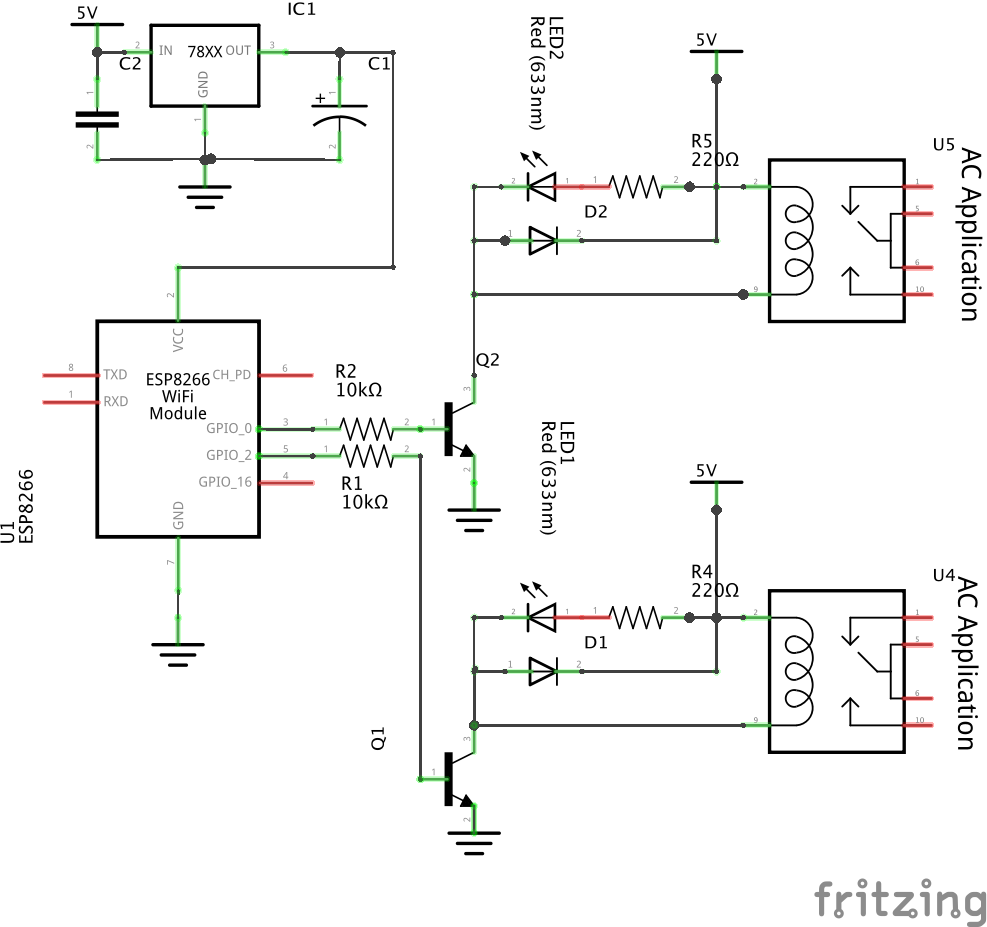 5V
IC1
C2
2
IN
78XX
OUT
3
GND
1
C1
+
1
2
1
2
LED2
Red (633nm)
5V
R5
220Ω
2
1
1
2
D2
1
2
U5
AC Application
2
9
1
5
6
10
2
VCC
8
TXD
1
RXD
ESP8266
WiFi
Module
CH_PD
6
GPIO_0
3
GPIO_2
5
GPIO_16
4
GND
7
U1
ESP8266
R2
10kΩ
1
2
1
2
R1
10kΩ
Q2
3
1
2
LED1
Red (633nm)
5V
R4
220Ω
2
1
1
2
D1
1
2
U4
AC Application
2
9
1
5
6
10
Q1
3
1
2
fritzing